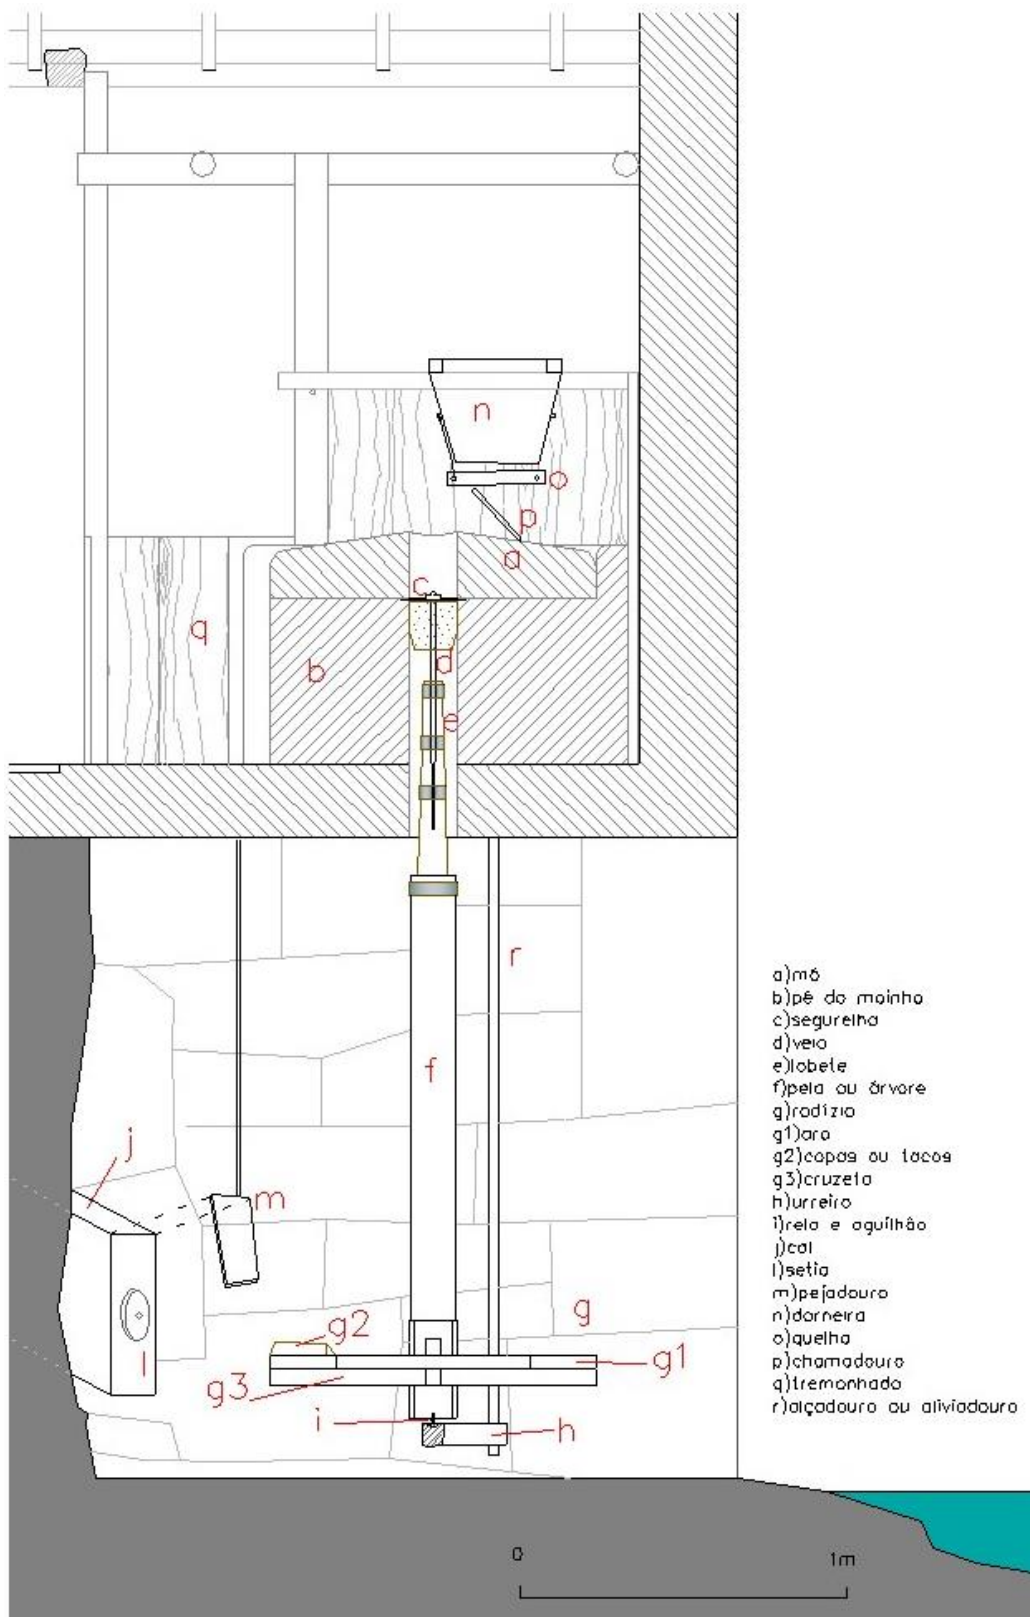 n
o
p
a
c
q
d
b
e
r
f
j
m
g
g2
l
g1
g3
i
h
a)mó
b)pé do moinho
c)segurelha
d)veio
e)lobete
f)pela ou árvore
g)rodízio
g1)aro
g2)copas ou tacos
g3)cruzeta
h)urreiro
i)rela e aguilhão
j)cal
l)setia
m)pejadouro
n)dorneira
o)quelha
p)chamadouro
q)tremonhado
r)alçadouro ou aliviadouro
0 1m